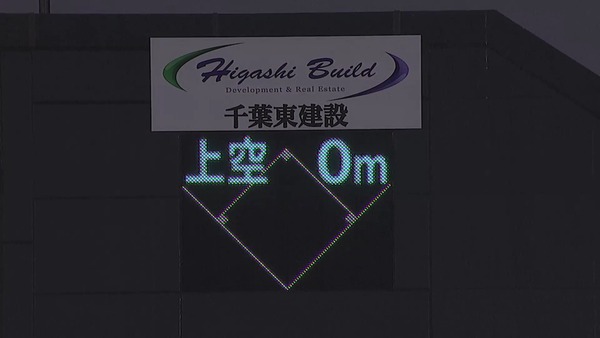 Higashi Build
Development & Real Estate
千葉東建設
上空 0m